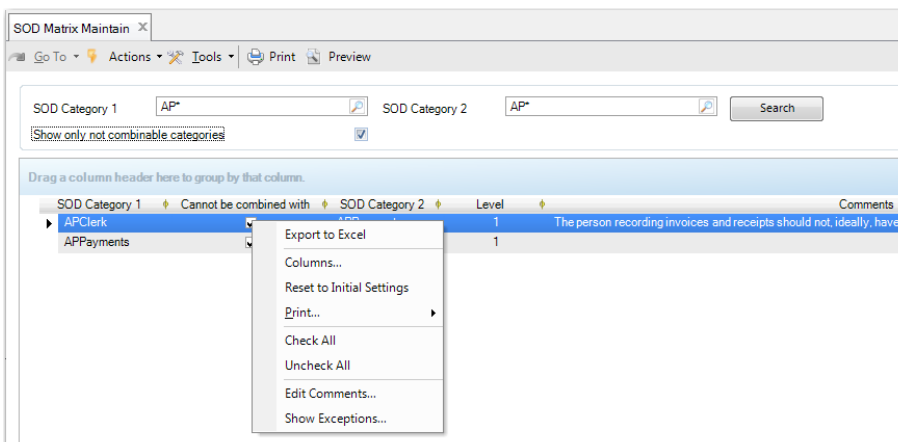 SOD Matrix Maintain X
Go To Actions Tools Print Preview
SOD Category 1 AP* SOD Category 2 AP* Search
Show only not combinable categories
Drag a column header here to group by that column.
SOD Category 1 Cannot be combined with SOD Category 2 Level Comments
APClerk 1 The person recording invoices and receipts should not, ideally, have
APPayments 1
Export to Excel
Columns...
Reset to Initial Settings
Print...
Check All
Uncheck All
Edit Comments...
Show Exceptions...